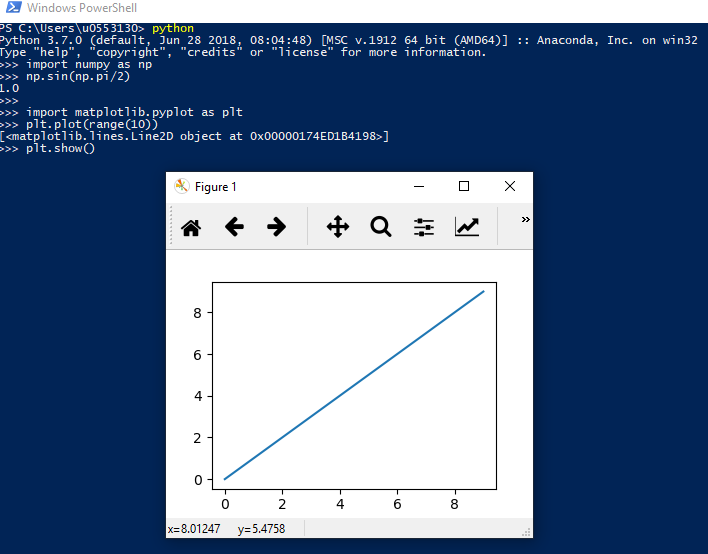 Windows PowerShell
PS C:\Users\u0553130> python
Python 3.7.0 (default, Jun 28 2018, 08:04:48) [MSC v.1912 64 bit (AMD64)] :: Anaconda, Inc. on win32
Type "help", "copyright", "credits" or "license" for more information.
>>> import numpy as np
>>> np.sin(np.pi/2)
1.0
>>>
>>> import matplotlib.pyplot as plt
>>> plt.plot(range(10))
[<matplotlib.lines.Line2D object at 0x00000174ED1B4198>]
>>> plt.show()
Figure 1
8
6
4
2
0
0 2 4 6 8
x=8.01247 y=5.4758